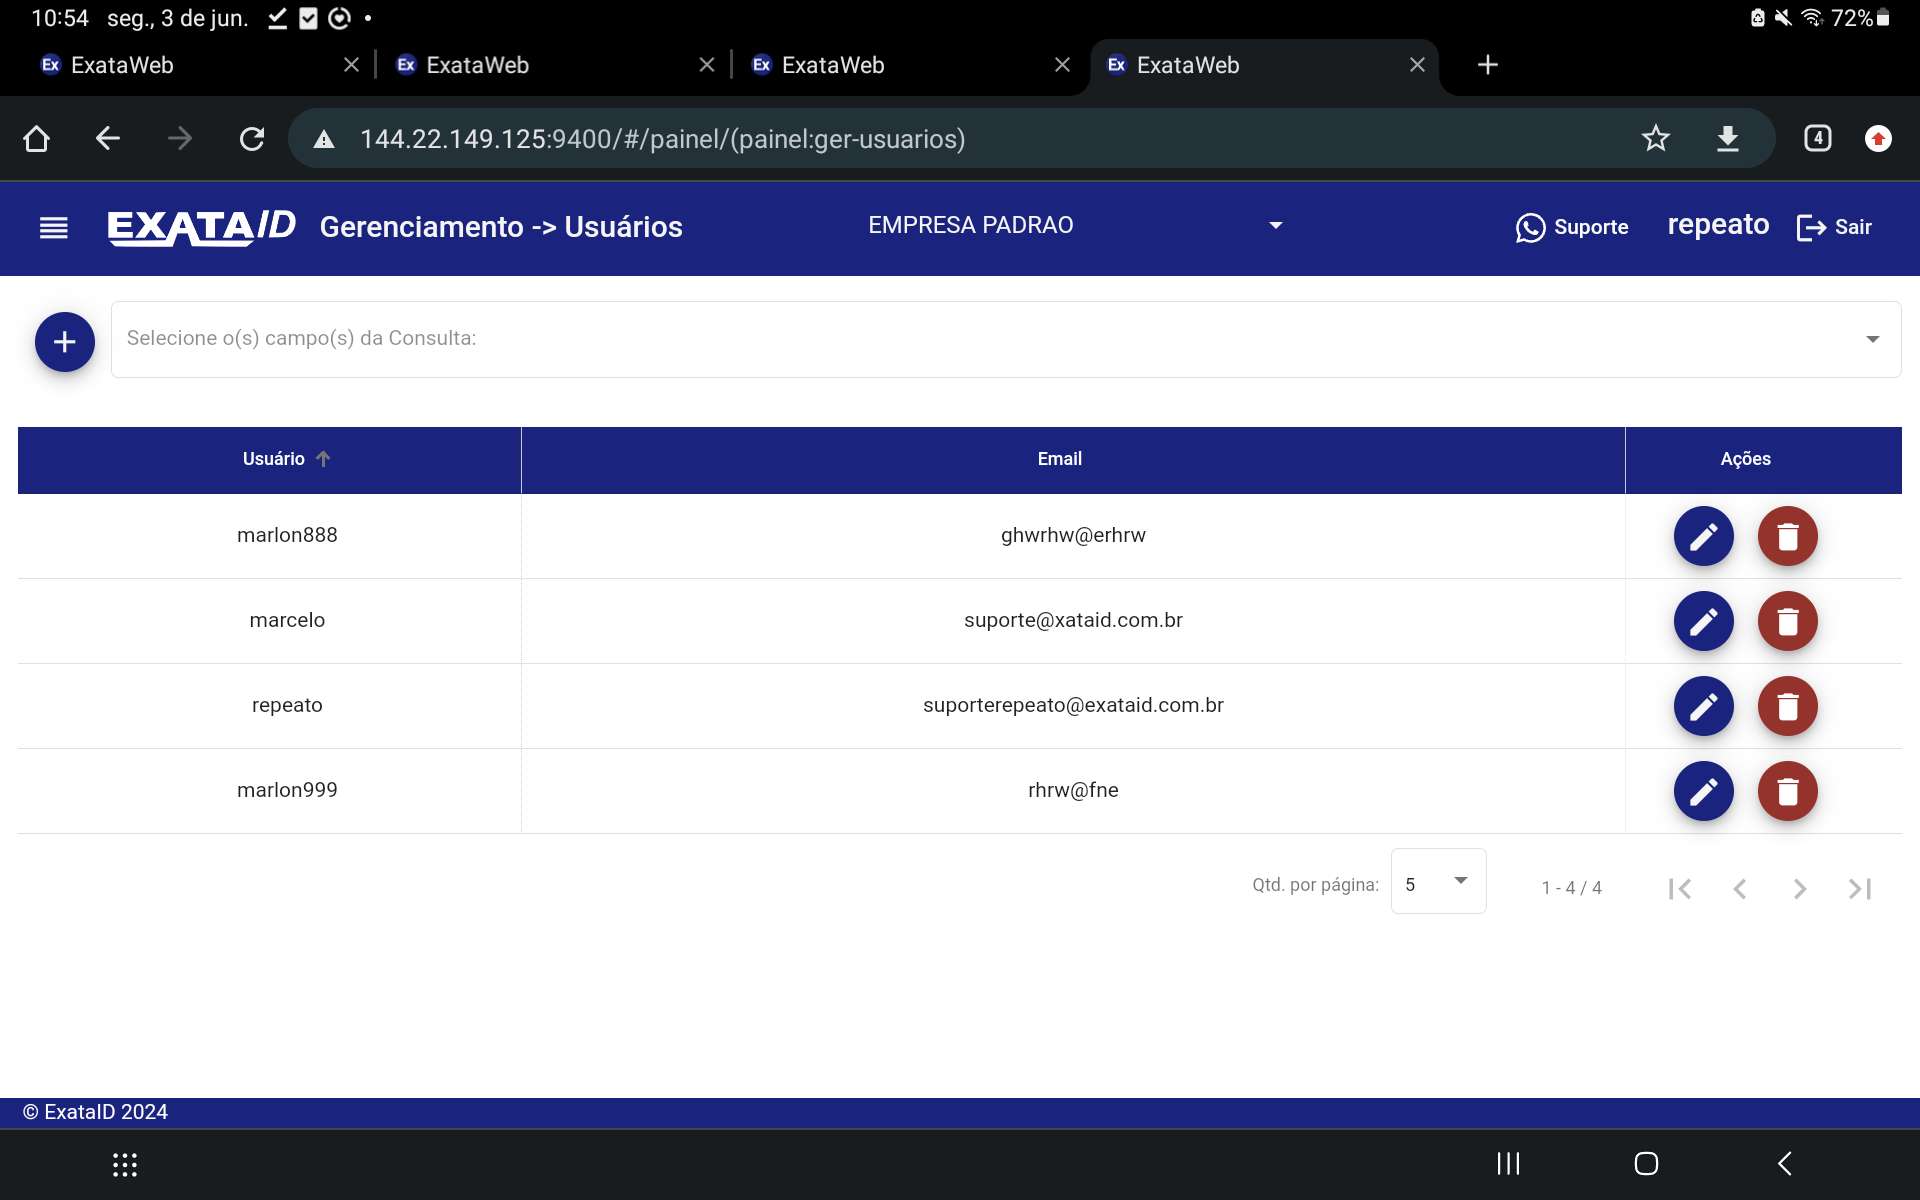 10:54 seg., 3 de jun. 72%
Ex ExataWeb Ex ExataWeb Ex ExataWeb Ex ExataWeb
144.22.149.125:9400/#/painel/(painel:ger-usuarios) 4
EXATAID Gerenciamento -> Usuários EMPRESA PADRAO Suporte repeato Sair
Selecione o(s) campo(s) da Consulta:
Usuário Email Ações
marlon888 ghwrhw@erhrw
marcelo suporte@xataid.com.br
repeato suporterepeato@exataid.com.br
marlon999 rhrw@fne
Qtd. por página: 5 1 - 4 / 4
© ExataID 2024